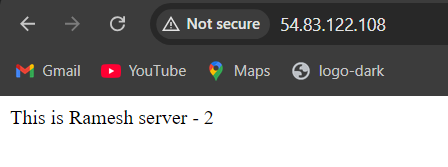 Not secure 54.83.122.108
Gmail YouTube Maps logo-dark
This is Ramesh server - 2